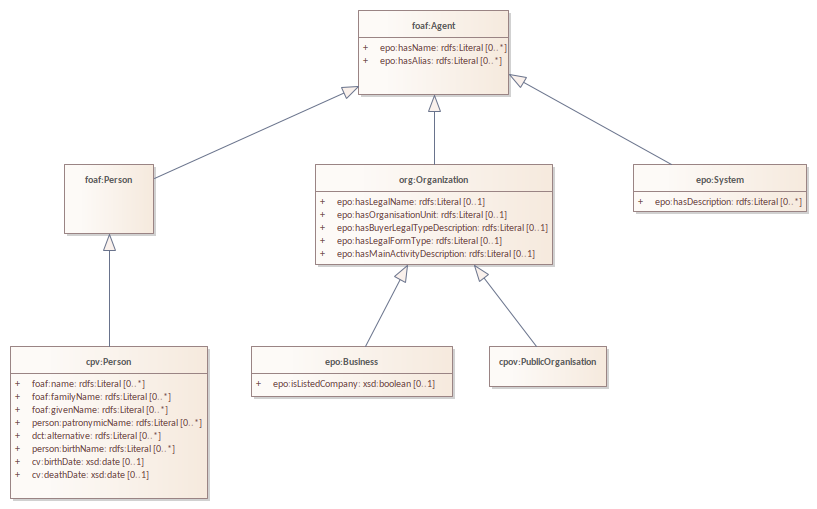 foaf:Agent
+ epo:hasName: rdfs:Literal [0..*]
+ epo:hasAlias: rdfs:Literal [0..*]
foaf:Person
org:Organization
+ epo:hasLegalName: rdfs:Literal [0..1]
+ epo:hasOrganisationUnit: rdfs:Literal [0..1]
+ epo:hasBuyerLegalTypeDescription: rdfs:Literal [0..1]
+ epo:hasLegalFormType: rdfs:Literal [0..1]
+ epo:hasMainActivityDescription: rdfs:Literal [0..1]
epo:System
+ epo:hasDescription: rdfs:Literal [0..*]
cpv:Person
+ foaf:name: rdfs:Literal [0..*]
+ foaf:familyName: rdfs:Literal [0..*]
+ foaf:givenName: rdfs:Literal [0..*]
+ person:patronymicName: rdfs:Literal [0..*]
+ dct:alternative: rdfs:Literal [0..*]
+ person:birthName: rdfs:Literal [0..*]
+ cv:birthDate: xsd:date [0..1]
+ cv:deathDate: xsd:date [0..1]
epo:Business
+ epo:isListedCompany: xsd:boolean [0..1]
cpov:PublicOrganisation